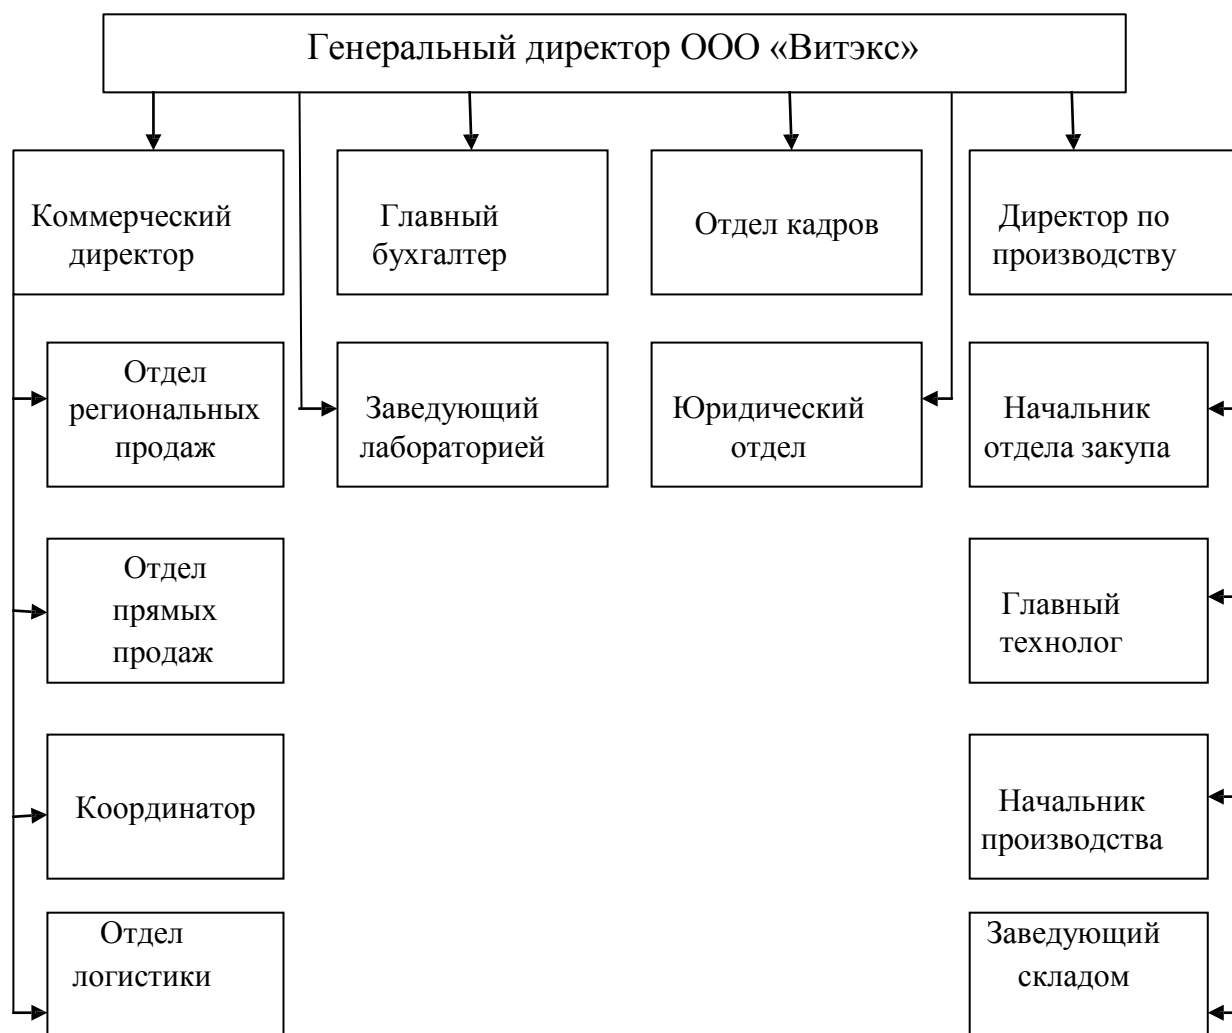 Генеральный директор ООО «Витэкс»
Коммерческий
директор
Главный
бухгалтер
Отдел кадров
Директор по
производству
Отдел
региональных
продаж
Заведующий
лабораторией
Юридический
отдел
Начальник
отдела закупа
Отдел
прямых
продаж
Главный
технолог
Координатор
Начальник
производства
Отдел
логистики
Заведующий
складом